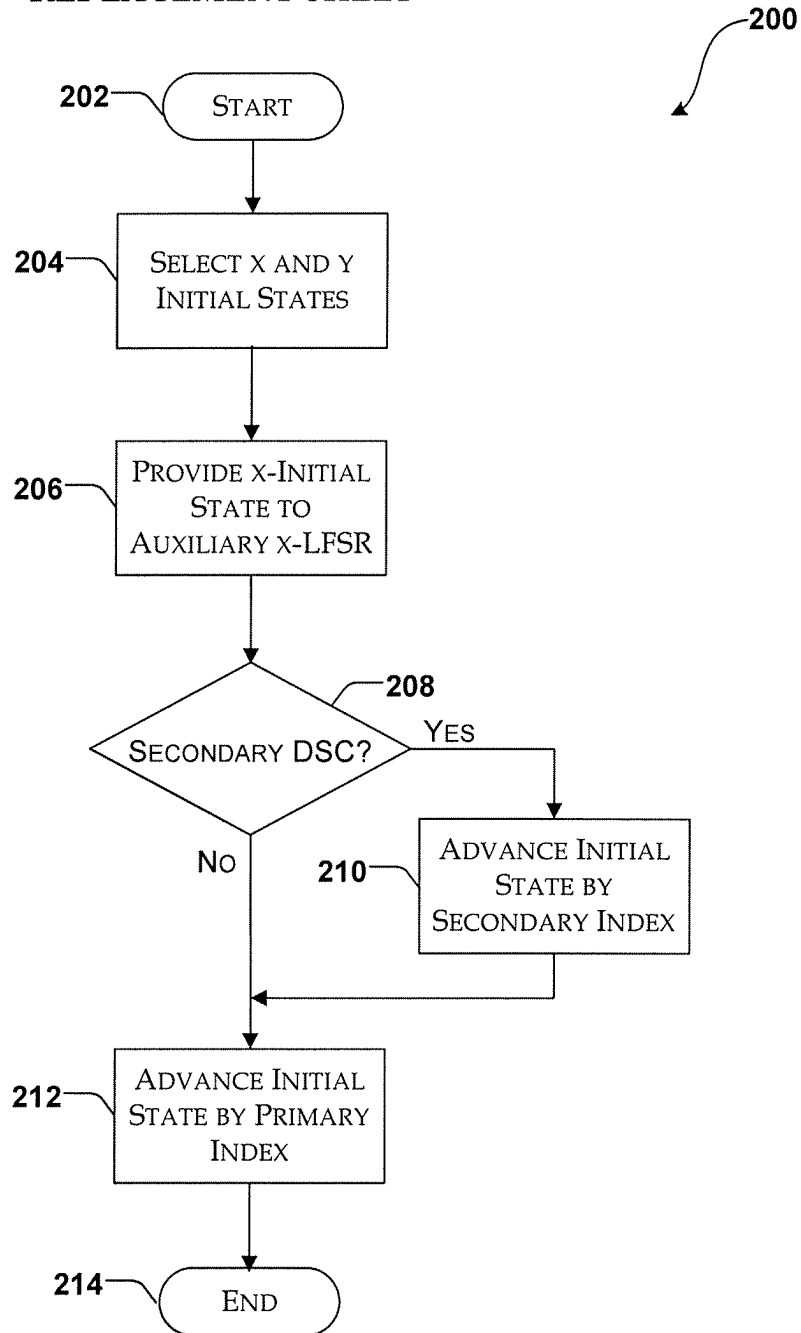 200
202
START
204
SELECT X AND Y
INITIAL STATES
206
PROVIDE X-INITIAL
STATE TO
AUXILIARY X-LFSR
208
SECONDARY DSC?
YES
NO
210
ADVANCE INITIAL
STATE BY
SECONDARY INDEX
212
ADVANCE INITIAL
STATE BY PRIMARY
INDEX
214
END